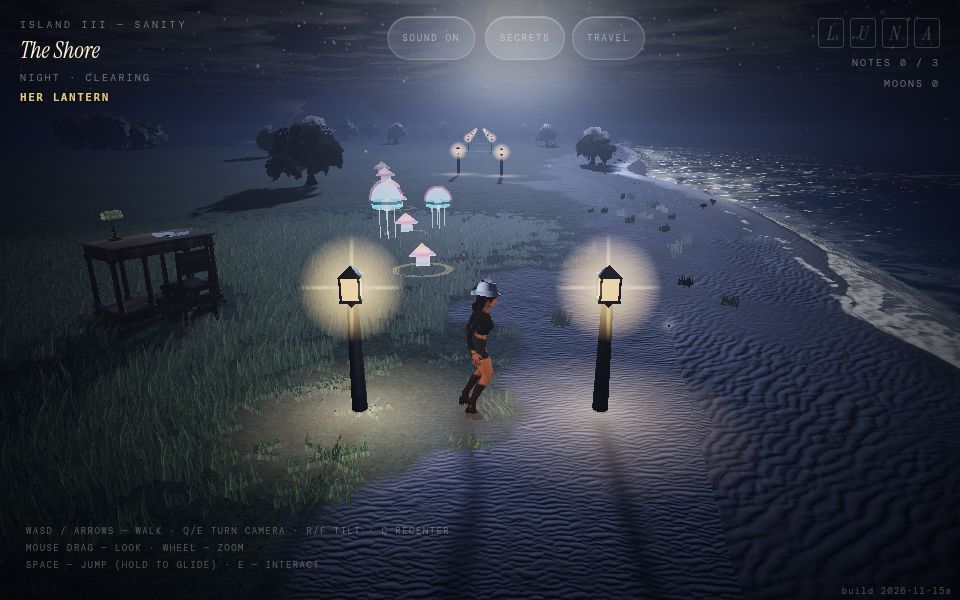 ISLAND III — SANITY
The Shore
NIGHT · CLEARING
HER LANTERN
SOUND ON
SECRETS
TRAVEL
L U N A
NOTES 0 / 3
MOONS 0
WASD / ARROWS — WALK · Q/E TURN CAMERA · R/F TILT · C RECENTER
MOUSE DRAG — LOOK · WHEEL — ZOOM
SPACE — JUMP (HOLD TO GLIDE) · E — INTERACT
build 2026-11-15a